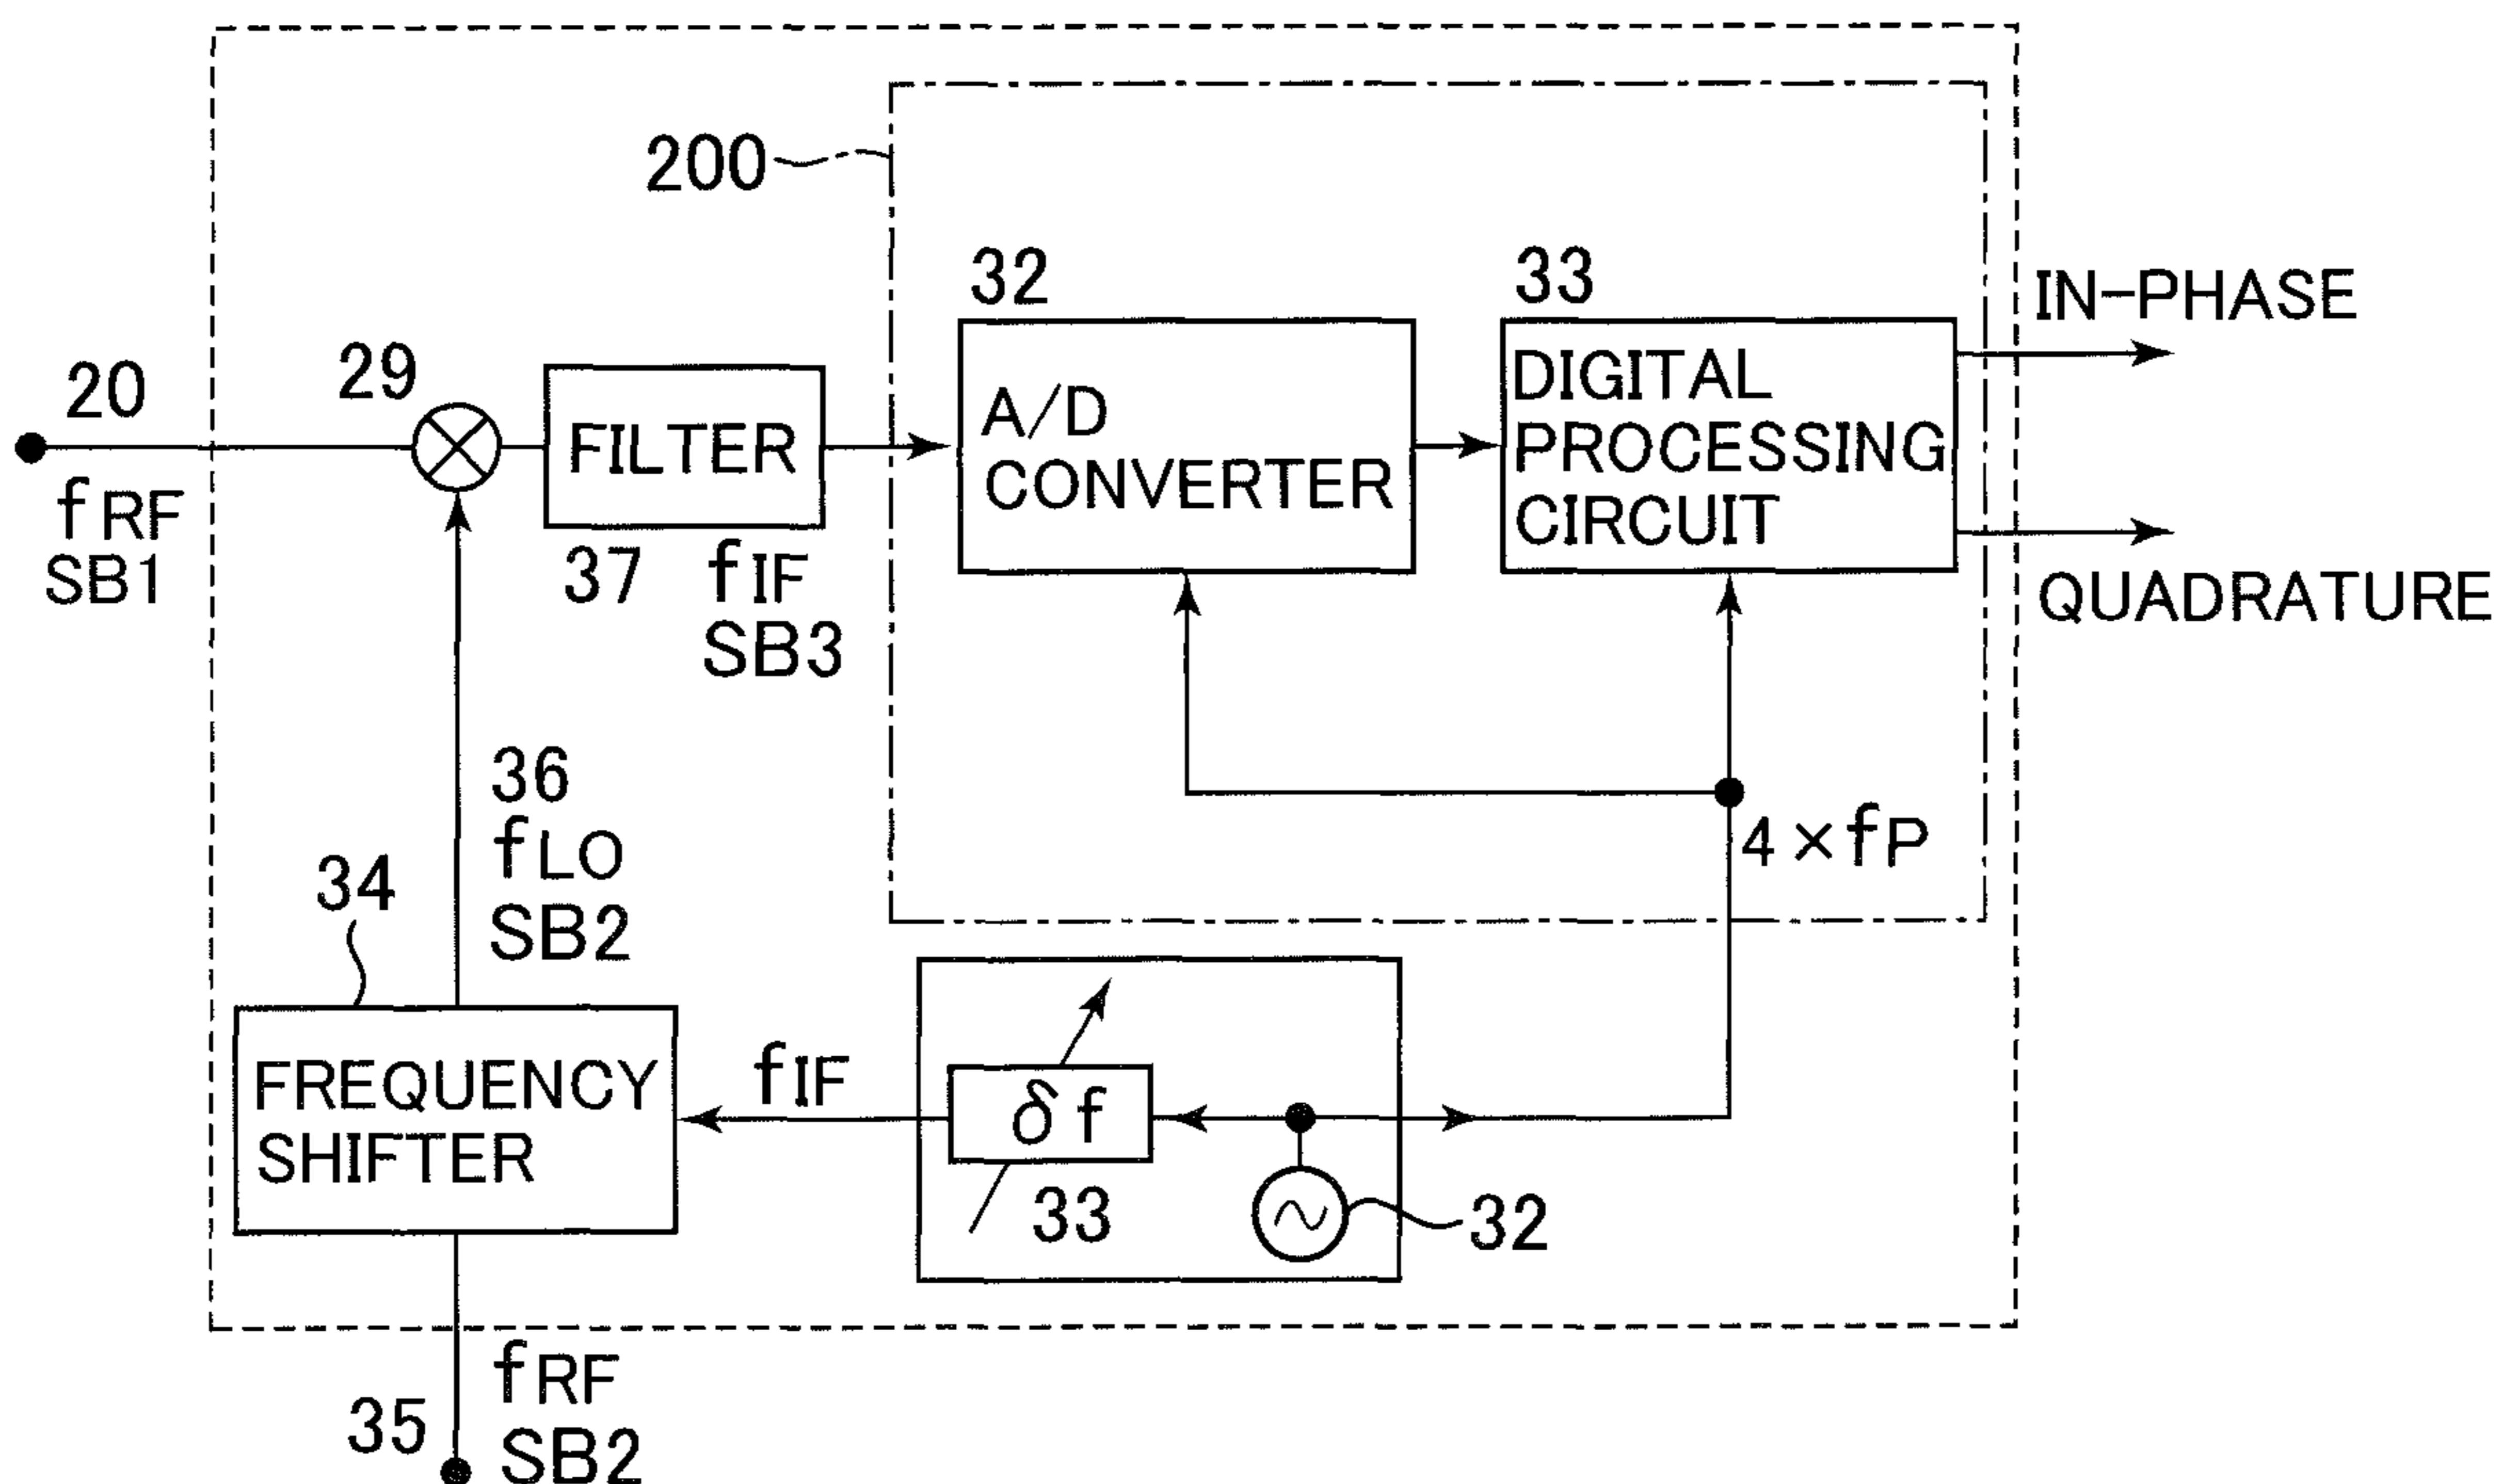 200
32
33
IN-PHASE
29
20
A/D
CONVERTER
DIGITAL
PROCESSING
CIRCUIT
FILTER
fRF
SB1
37
fIF
SB3
QUADRATURE
36
fLO
SB2
4×fP
34
FREQUENCY
SHIFTER
fIF
δf
33
32
fRF
SB2
35